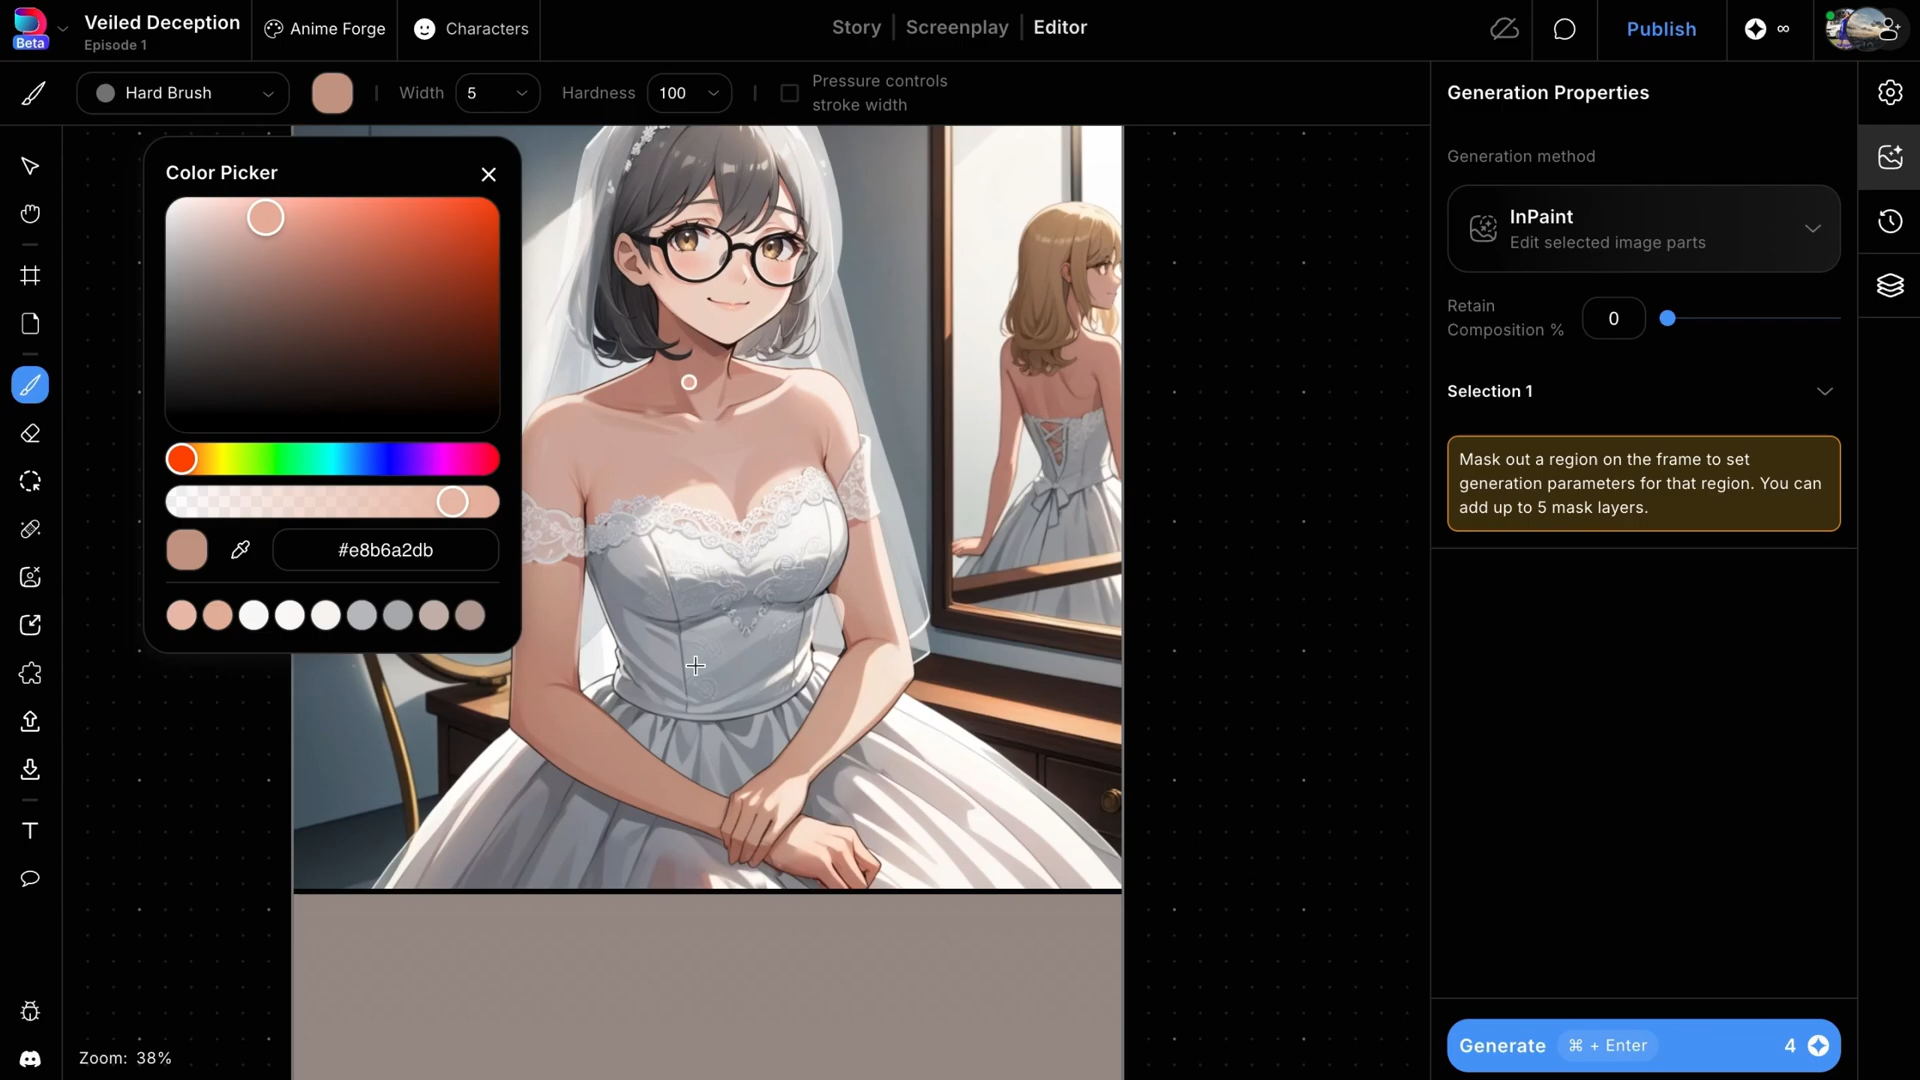 Beta
Veiled Deception
Episode 1
Anime Forge
Characters
Story
Screenplay
Editor
Publish
∞
Hard Brush
Width
5
Hardness
100
Pressure controls
stroke width
Color Picker
#e8b6a2db
Generation Properties
Generation method
InPaint
Edit selected image parts
Retain
Composition %
0
Selection 1
Mask out a region on the frame to set
generation parameters for that region. You can
add up to 5 mask layers.
T
Zoom: 38%
Generate
⌘ + Enter
4